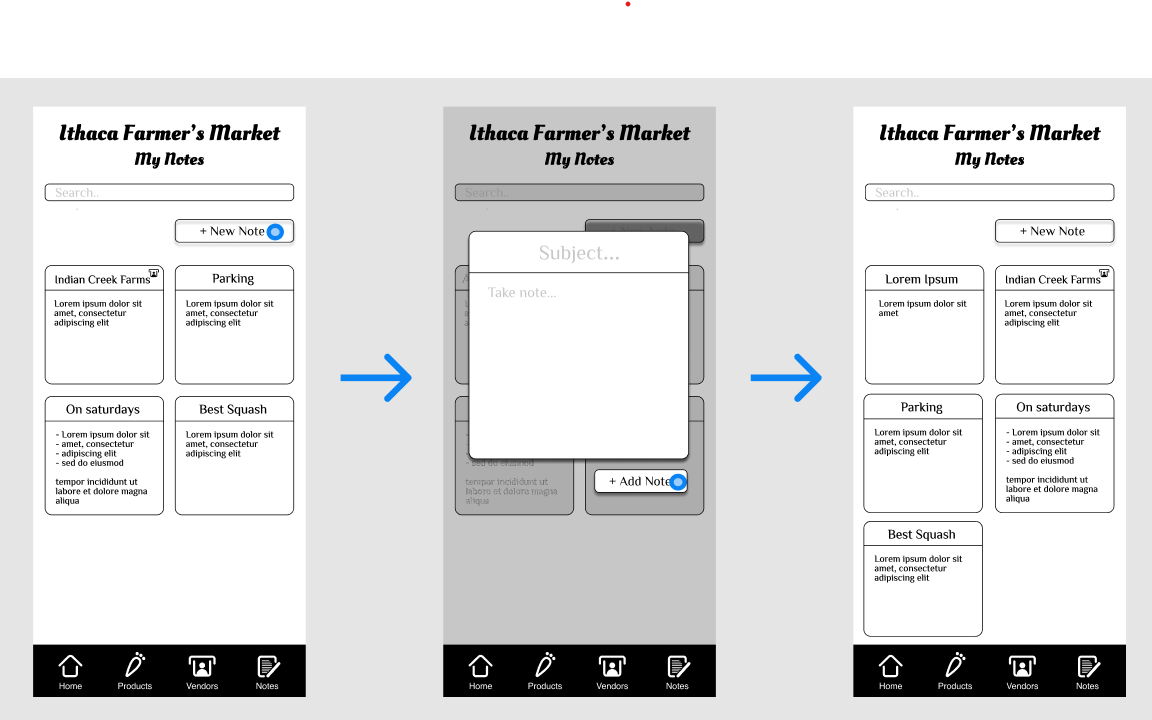 Ithaca Farmer's Market
My Notes
Search..
+ New Note
Indian Creek Farms
Lorem ipsum dolor sit
amet, consectetur
adipiscing elit
Parking
Lorem ipsum dolor sit
amet, consectetur
adipiscing elit
On saturdays
- Lorem ipsum dolor sit
- amet, consectetur
- adipiscing elit
- sed do eiusmod
tempor incididunt ut
labore et dolore magna
aliqua
Best Squash
Lorem ipsum dolor sit
amet, consectetur
adipiscing elit
Home
Products
Vendors
Notes
Ithaca Farmer's Market
My Notes
Search..
Subject...
Take note...
- sed do eiusmod
tempor incididunt ut
labore et dolore magna
aliqua
+ Add Note
Home
Products
Vendors
Notes
Ithaca Farmer's Market
My Notes
Search..
+ New Note
Lorem Ipsum
Lorem ipsum dolor sit
amet
Indian Creek Farms
Lorem ipsum dolor sit
amet, consectetur
adipiscing elit
Parking
Lorem ipsum dolor sit
amet, consectetur
adipiscing elit
On saturdays
- Lorem ipsum dolor sit
- amet, consectetur
- adipiscing elit
- sed do eiusmod
tempor incididunt ut
labore et dolore magna
aliqua
Best Squash
Lorem ipsum dolor sit
amet, consectetur
adipiscing elit
Home
Products
Vendors
Notes